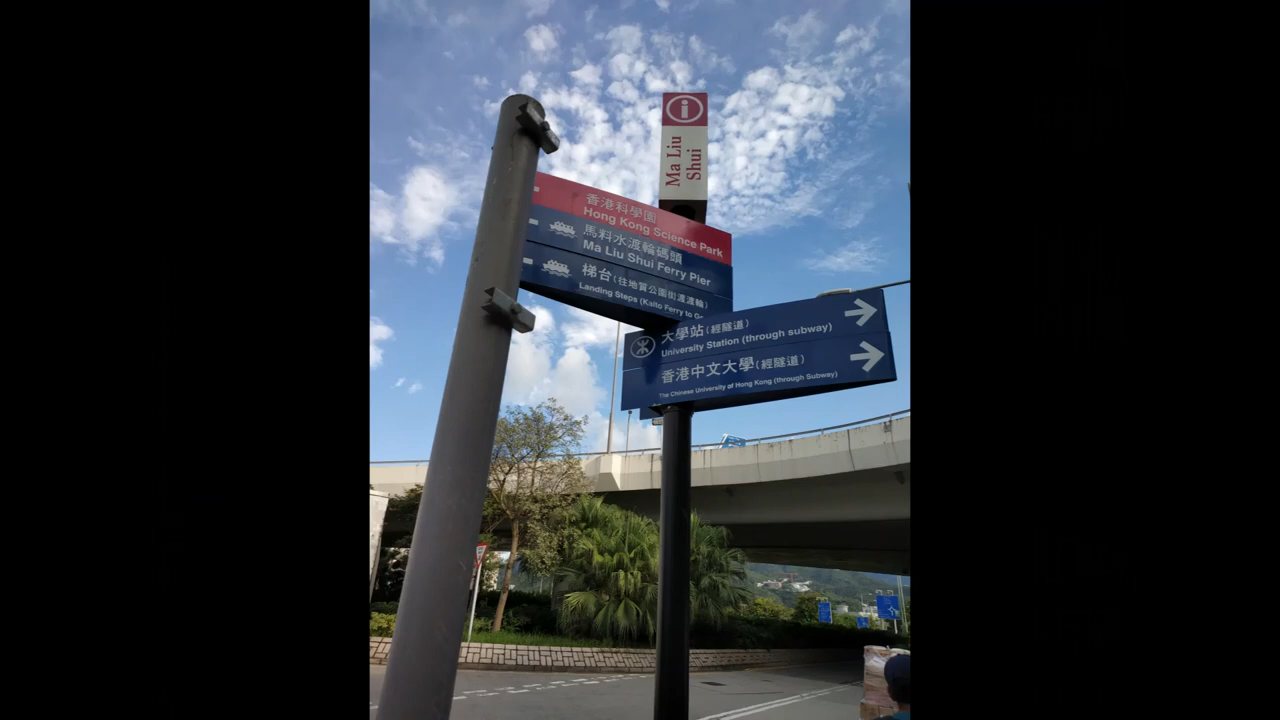 i
Ma Liu
Shui
香港科學園
Hong Kong Science Park
馬料水渡輪碼頭
Ma Liu Shui Ferry Pier
梯台(往地質公園街渡渡輪)
Landing Steps (Kaito Ferry to
大學站(經隧道)
University Station (through subway)
香港中文大學(經隧道)
The Chinese University of Hong Kong (through Subway)